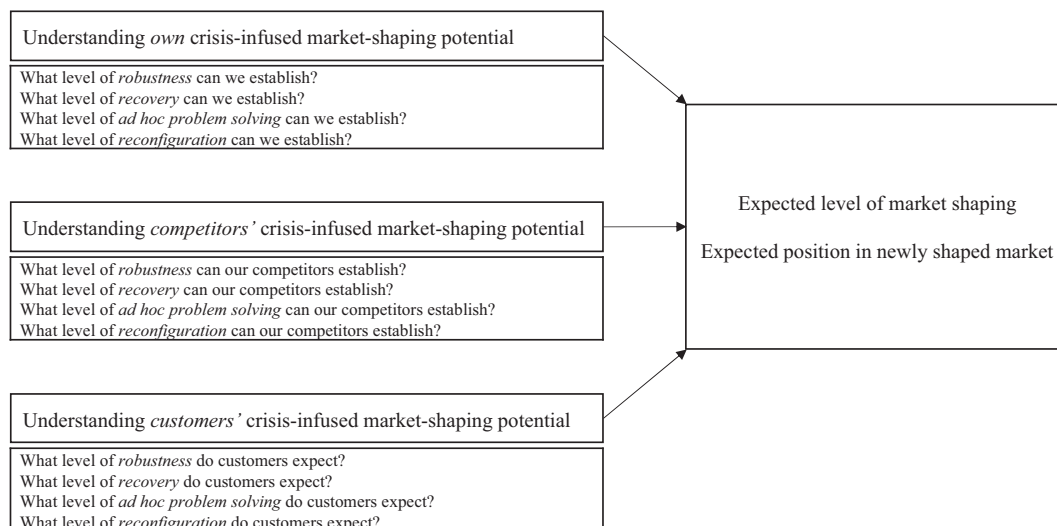 Understanding own crisis-infused market-shaping potential
What level of robustness can we establish?
What level of recovery can we establish?
What level of ad hoc problem solving can we establish?
What level of reconfiguration can we establish?
Understanding competitors' crisis-infused market-shaping potential
What level of robustness can our competitors establish?
What level of recovery can our competitors establish?
What level of ad hoc problem solving can our competitors establish?
What level of reconfiguration can our competitors establish?
Understanding customers' crisis-infused market-shaping potential
What level of robustness do customers expect?
What level of recovery do customers expect?
What level of ad hoc problem solving do customers expect?
What level of reconfiguration do customers expect?
Expected level of market shaping
Expected position in newly shaped market